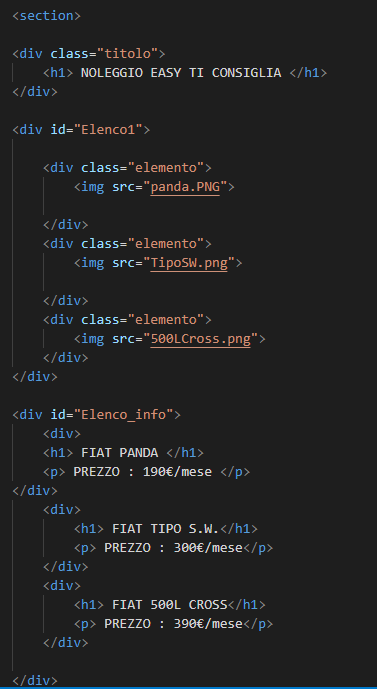 <section>
<div class="titolo">
<h1> NOLEGGIO EASY TI CONSIGLIA </h1>
</div>
<div id="Elenco1">
<div class="elemento">
<img src="panda.PNG">
</div>
<div class="elemento">
<img src="TipoSW.png">
</div>
<div class="elemento">
<img src="500LCross.png">
</div>
</div>
<div id="Elenco_info">
<div>
<h1> FIAT PANDA </h1>
<p> PREZZO : 190€/mese </p>
</div>
<div>
<h1> FIAT TIPO S.W.</h1>
<p> PREZZO : 300€/mese</p>
</div>
<div>
<h1> FIAT 500L CROSS</h1>
<p> PREZZO : 390€/mese</p>
</div>
</div>